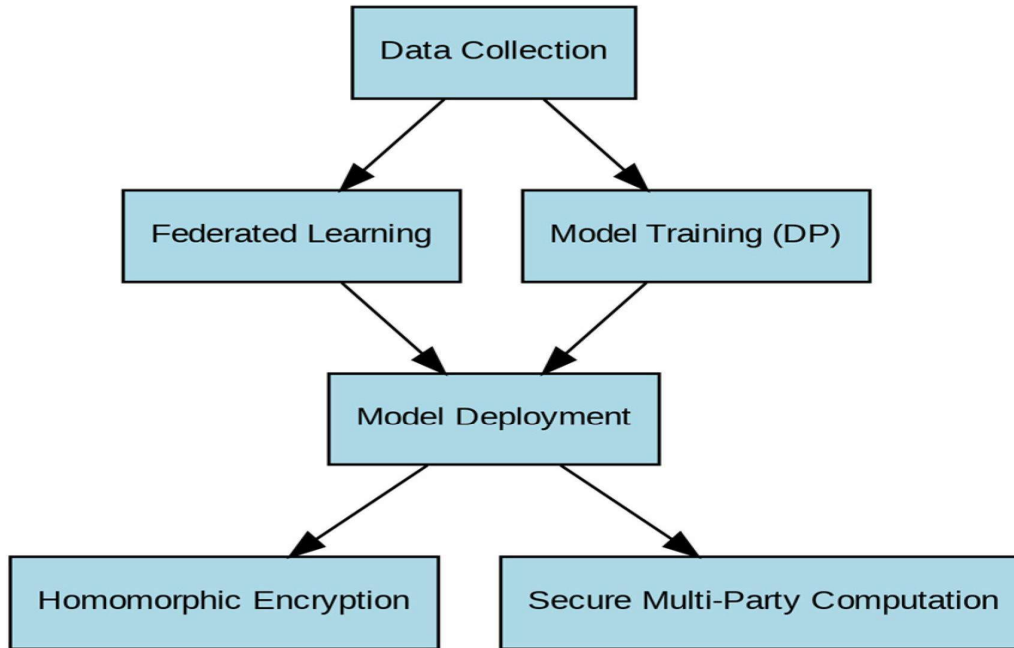 Data Collection
Federated Learning
Model Training (DP)
Model Deployment
Homomorphic Encryption
Secure Multi-Party Computation